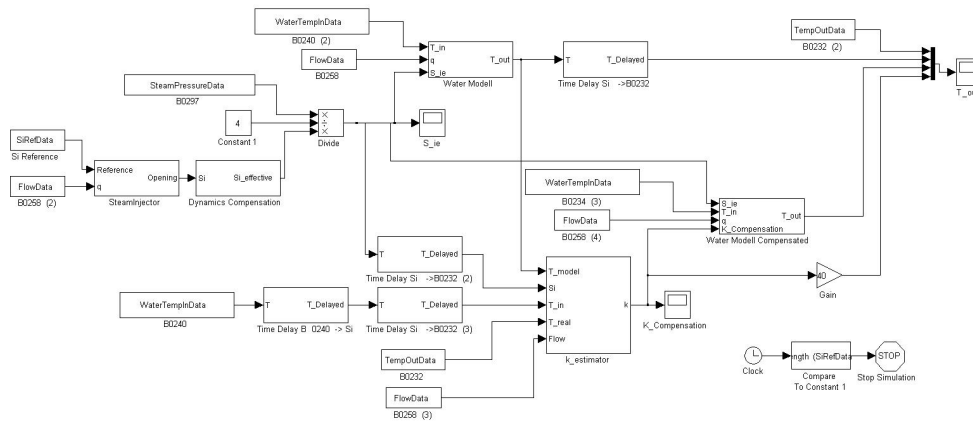 WaterTempInData
B0240 (2)
FlowData
B0258
T_in
q
S_ie
T_out
Water Modell
T
T_Delayed
Time Delay Si ->B0232
TempOutData
B0232 (2)
SteamPressureData
B0297
4
Constant 1
×
÷
×
Divide
S_ie
SiRefData
Si Reference
FlowData
B0258 (2)
Reference
q
Opening
SteamInjector
Si
Si_effective
Dynamics Compensation
WaterTempInData
B0234 (3)
FlowData
B0258 (4)
S_ie
T_in
q
K_Compensation
T_out
Water Modell Compensated
T
T_Delayed
Time Delay Si ->B0232 (2)
WaterTempInData
B0240
T
T_Delayed
Time Delay B 0240 -> Si
T
T_Delayed
Time Delay Si ->B0232 (3)
TempOutData
B0232
FlowData
B0258 (3)
T_model
Si
T_in
T_real
Flow
k
k_estimator
K_Compensation
40
Gain
Clock
ngth (SiRefData
Compare
To Constant 1
STOP
Stop Simulation
T_o